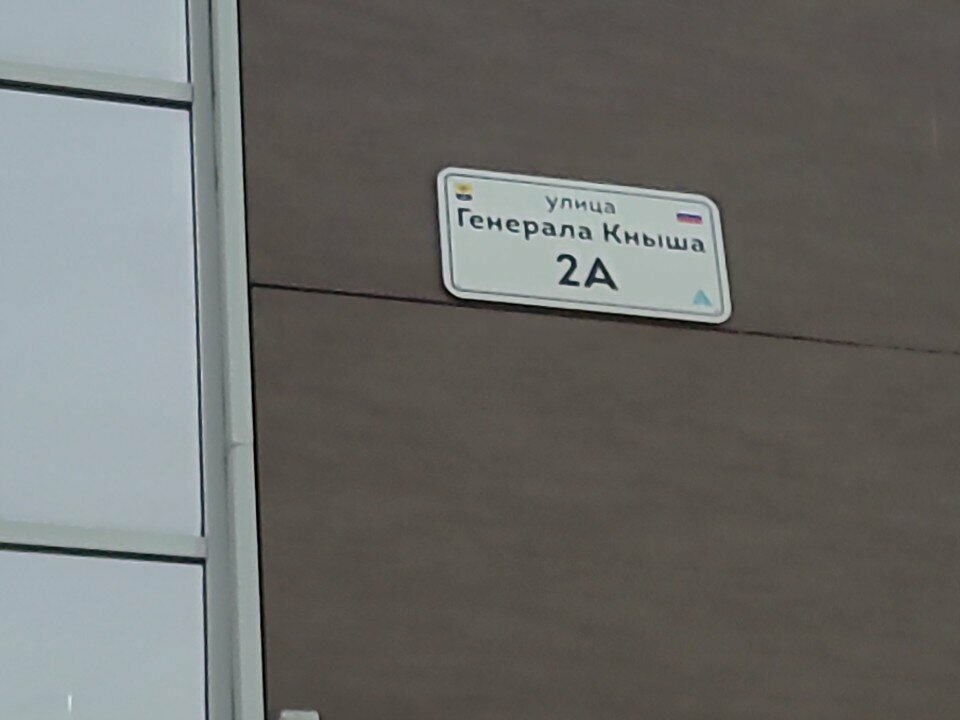 улица
Генерала Кныша
2А